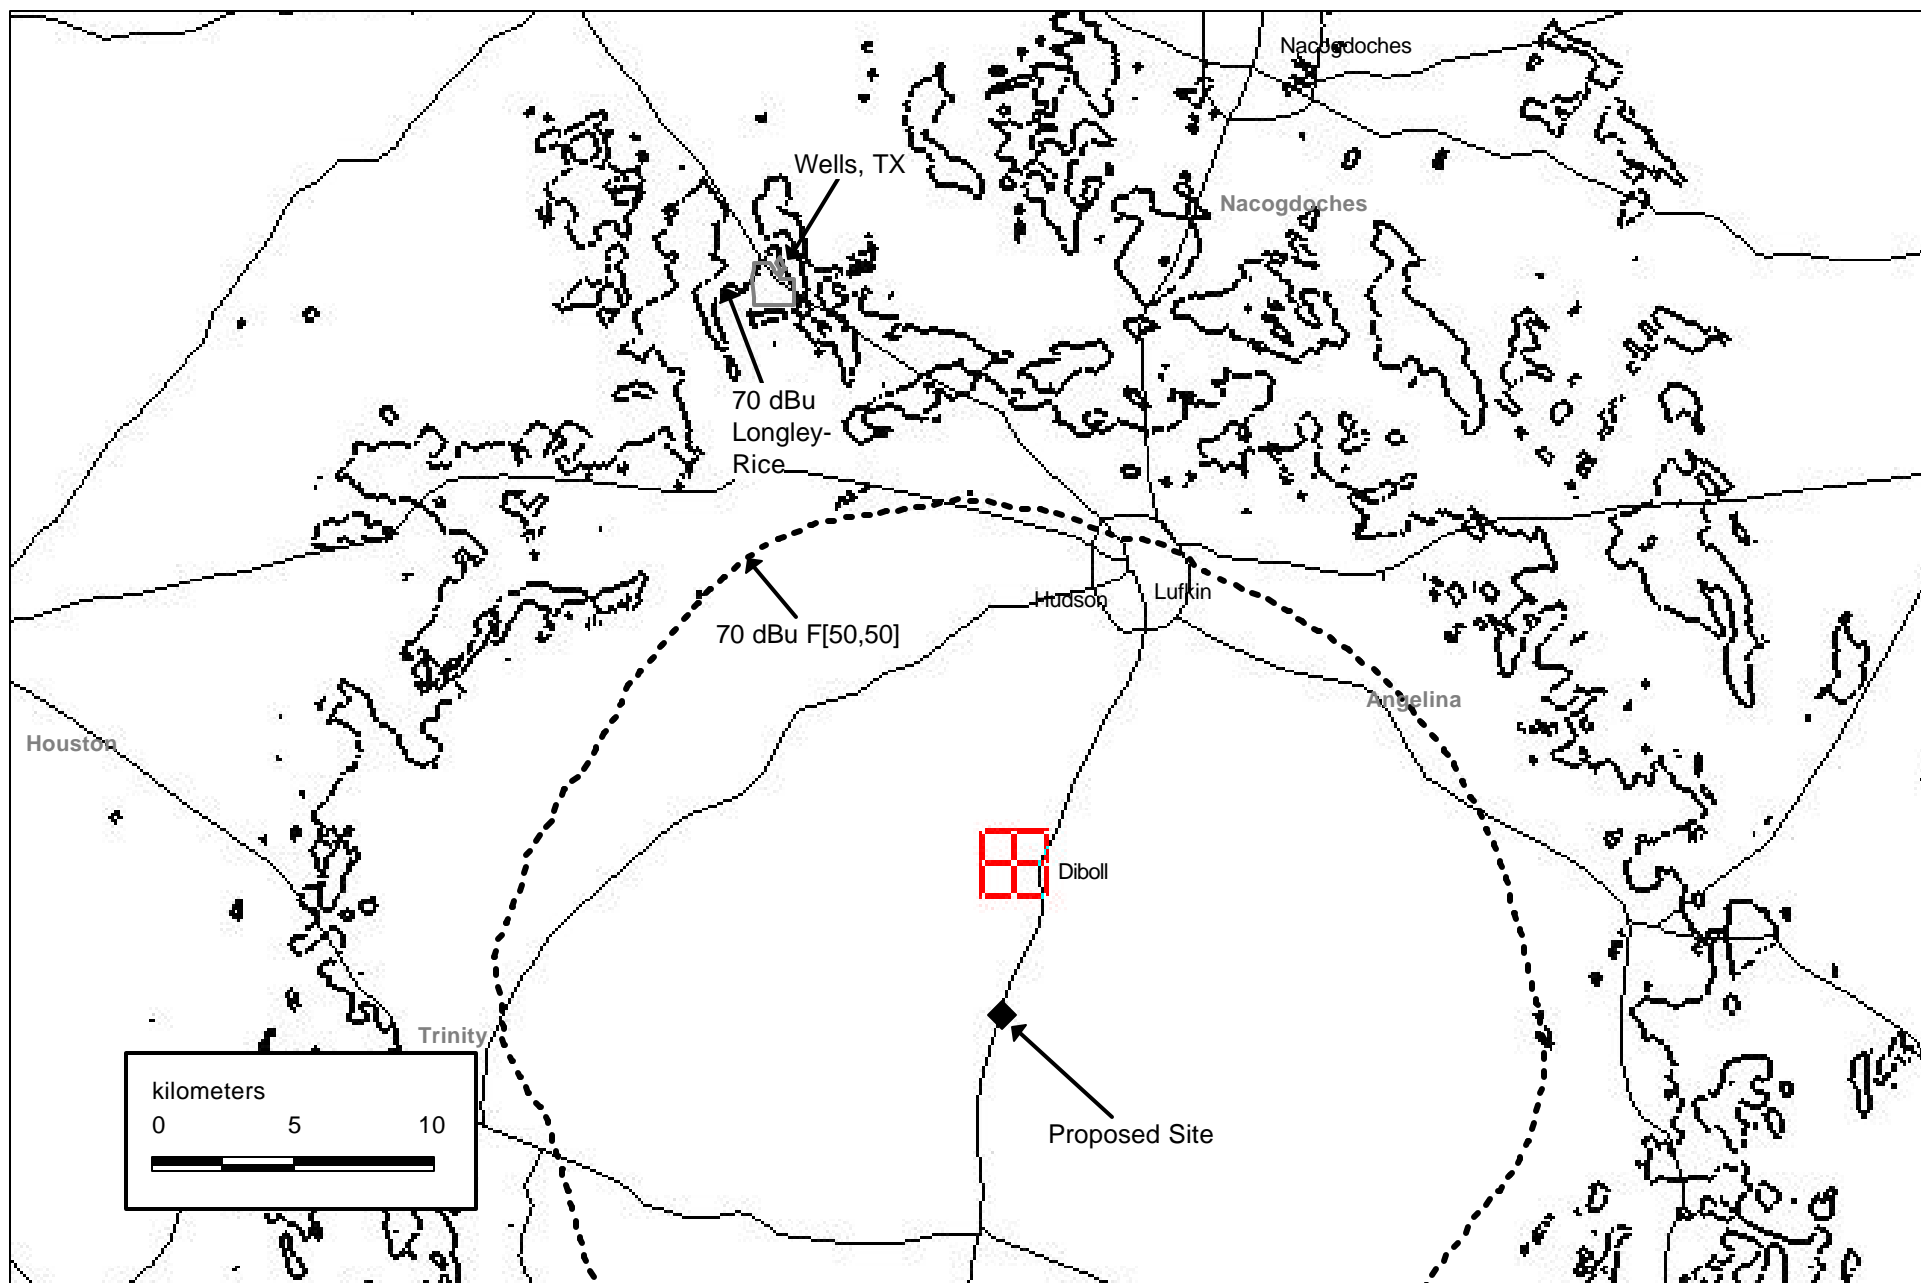 Nacogdoches
Wells, TX
Nacogdoches
70 dBu
Longley-
Rice
Hudson
Lufkin
70 dBu F[50,50]
Angelina
Houston
Diboll
Trinity
kilometers
0 5 10
Proposed Site